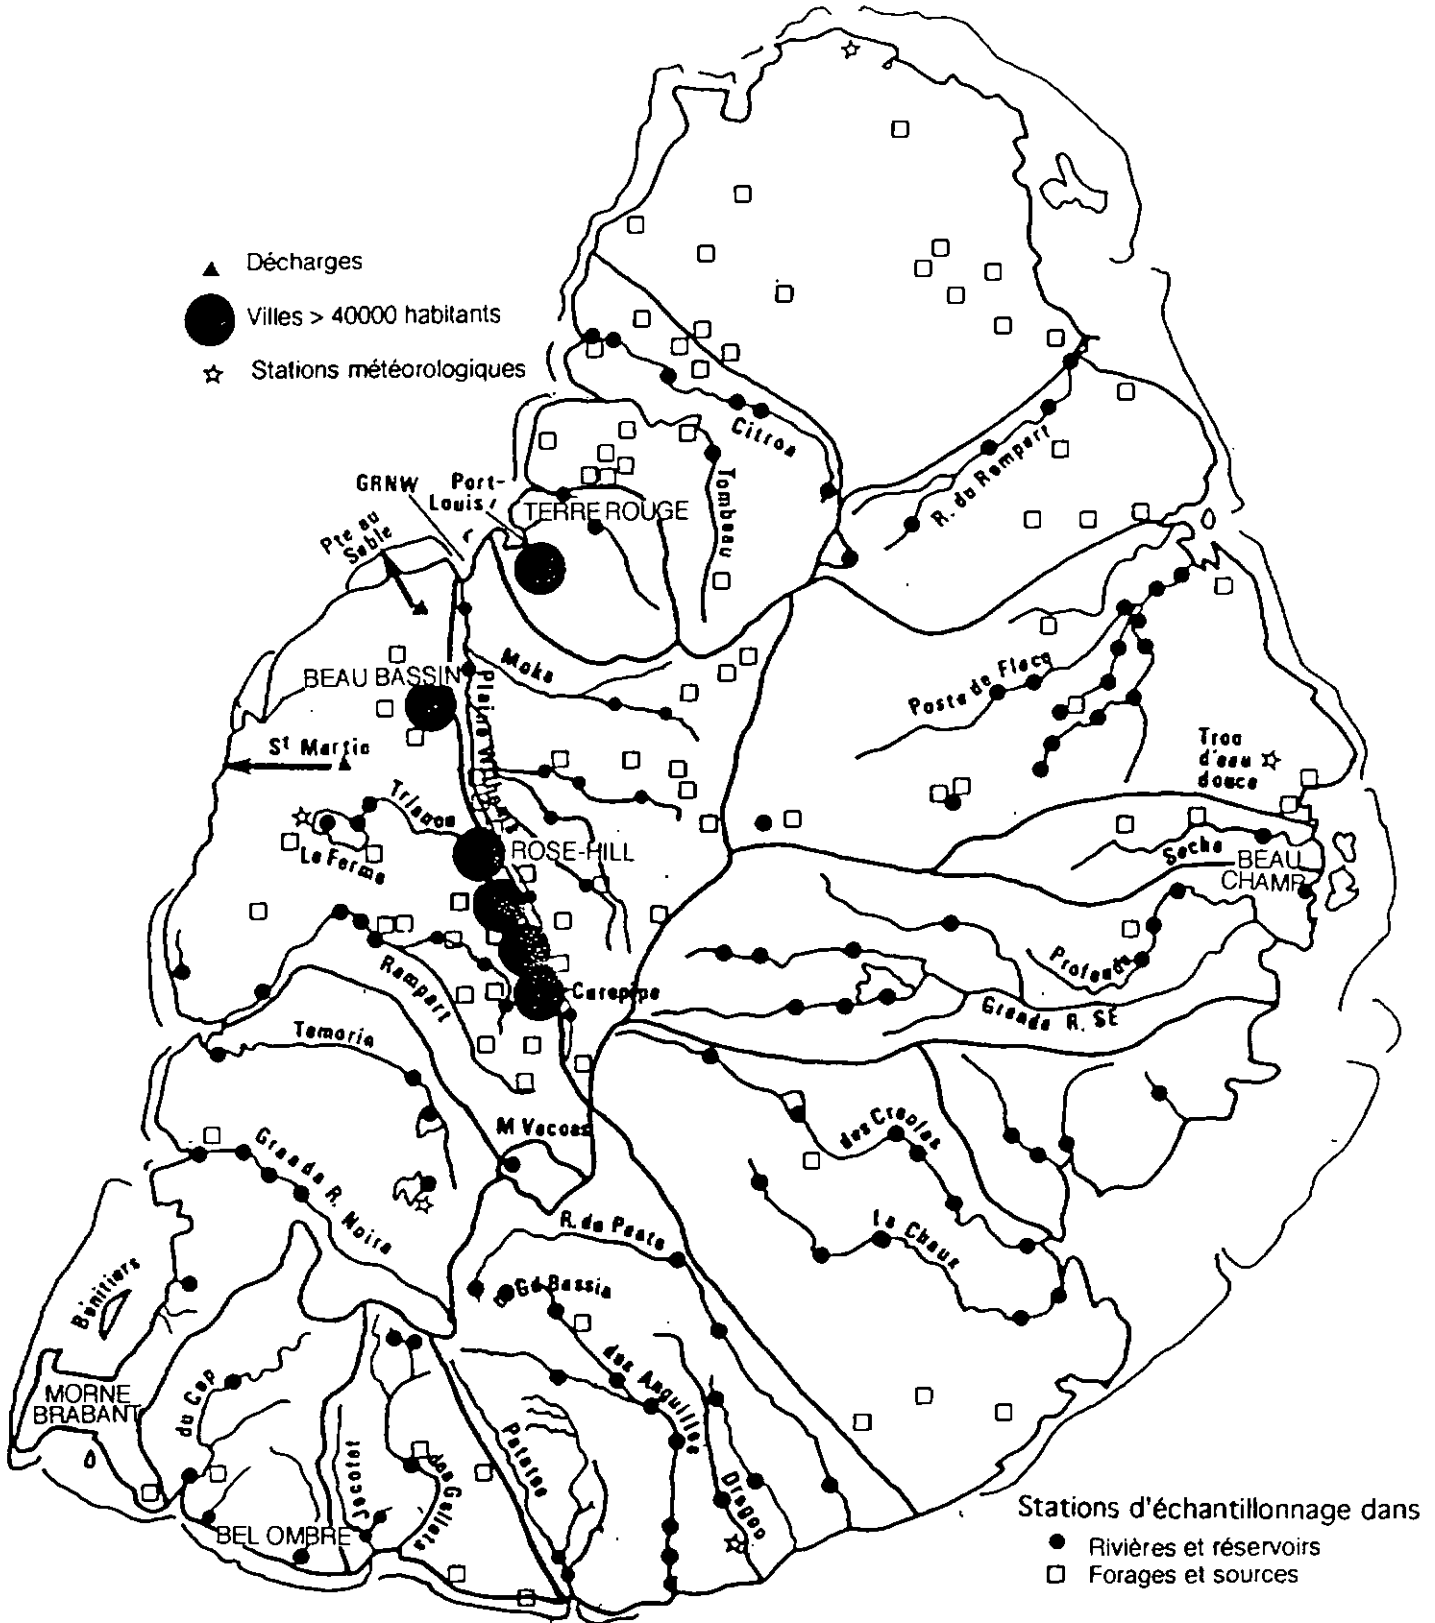 Décharges
Villes > 40000 habitants
Stations météorologiques
Citron
R. du Rempart
GRNW
Port-
Louis
TERRE ROUGE
Tombeau
Pte au
Sable
BEAU BASSIN
Moka
Plaine Wilhems
Poste de Flacq
St Martin
Trou
d'eau
douce
Trianon
La Ferme
ROSE-HILL
Seche
BEAU
CHAMP
Profonde
Rempart
Curepipe
Grande R. SE
Tamarin
M Vacoas
des Creoles
Grande R. Noire
R. du Poste
La Chaux
Bénitiers
Gd Bassin
des Anguilles
du Cap
MORNE
BRABANT
Jacotet
des Galets
Patates
Dragon
BEL OMBRE
Stations d'échantillonnage dans
Rivières et réservoirs
Forages et sources